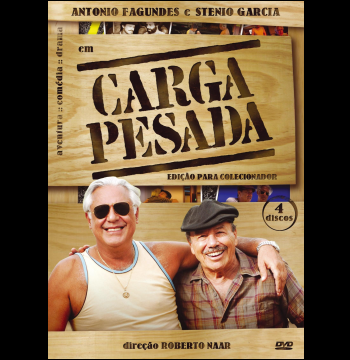 ANTONIO FAGUNDES e STENIO GARCIA
em
aventura :: comédia :: drama
CARGA
PESADA
EDIÇÃO PARA COLECIONADOR
4
discos
direção ROBERTO NAAR
DVD